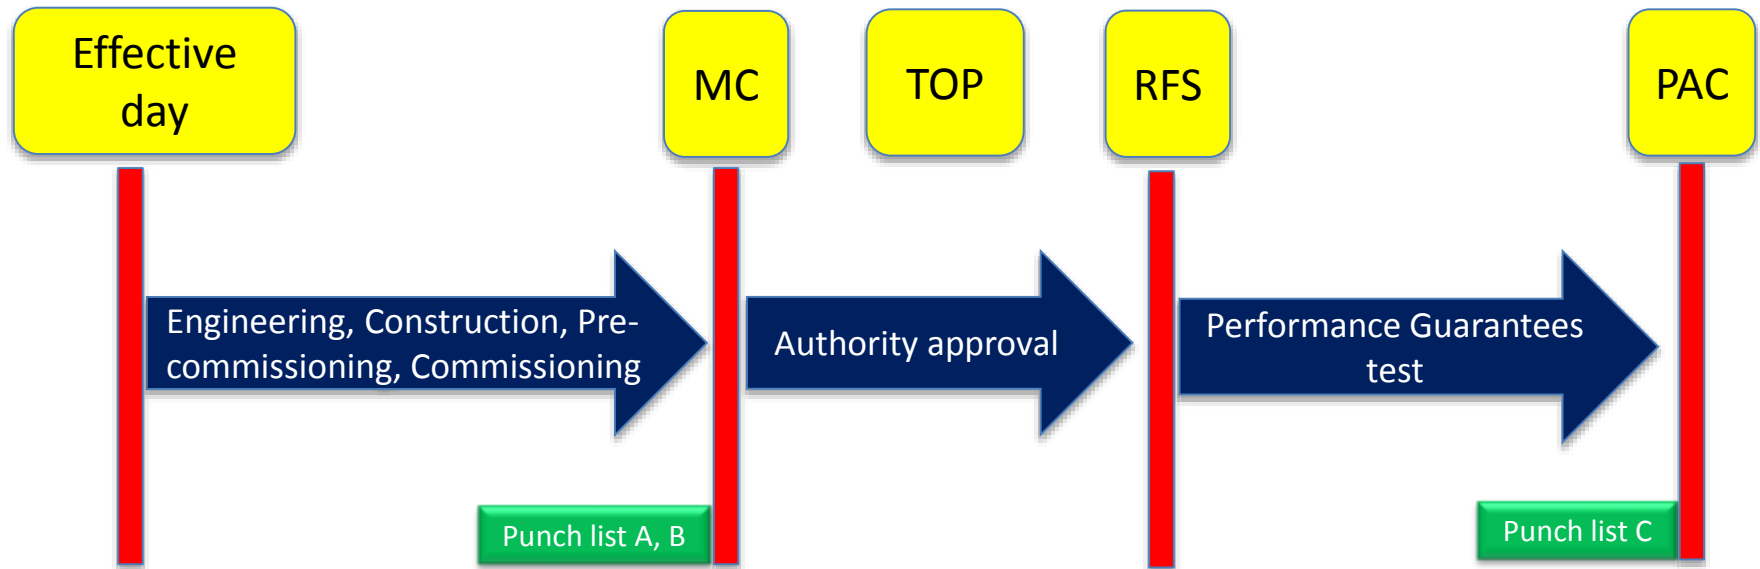 Effective
day
MC
TOP
RFS
PAC
Engineering, Construction, Pre-
commissioning, Commissioning
Authority approval
Performance Guarantees
test
Punch list A, B
Punch list C